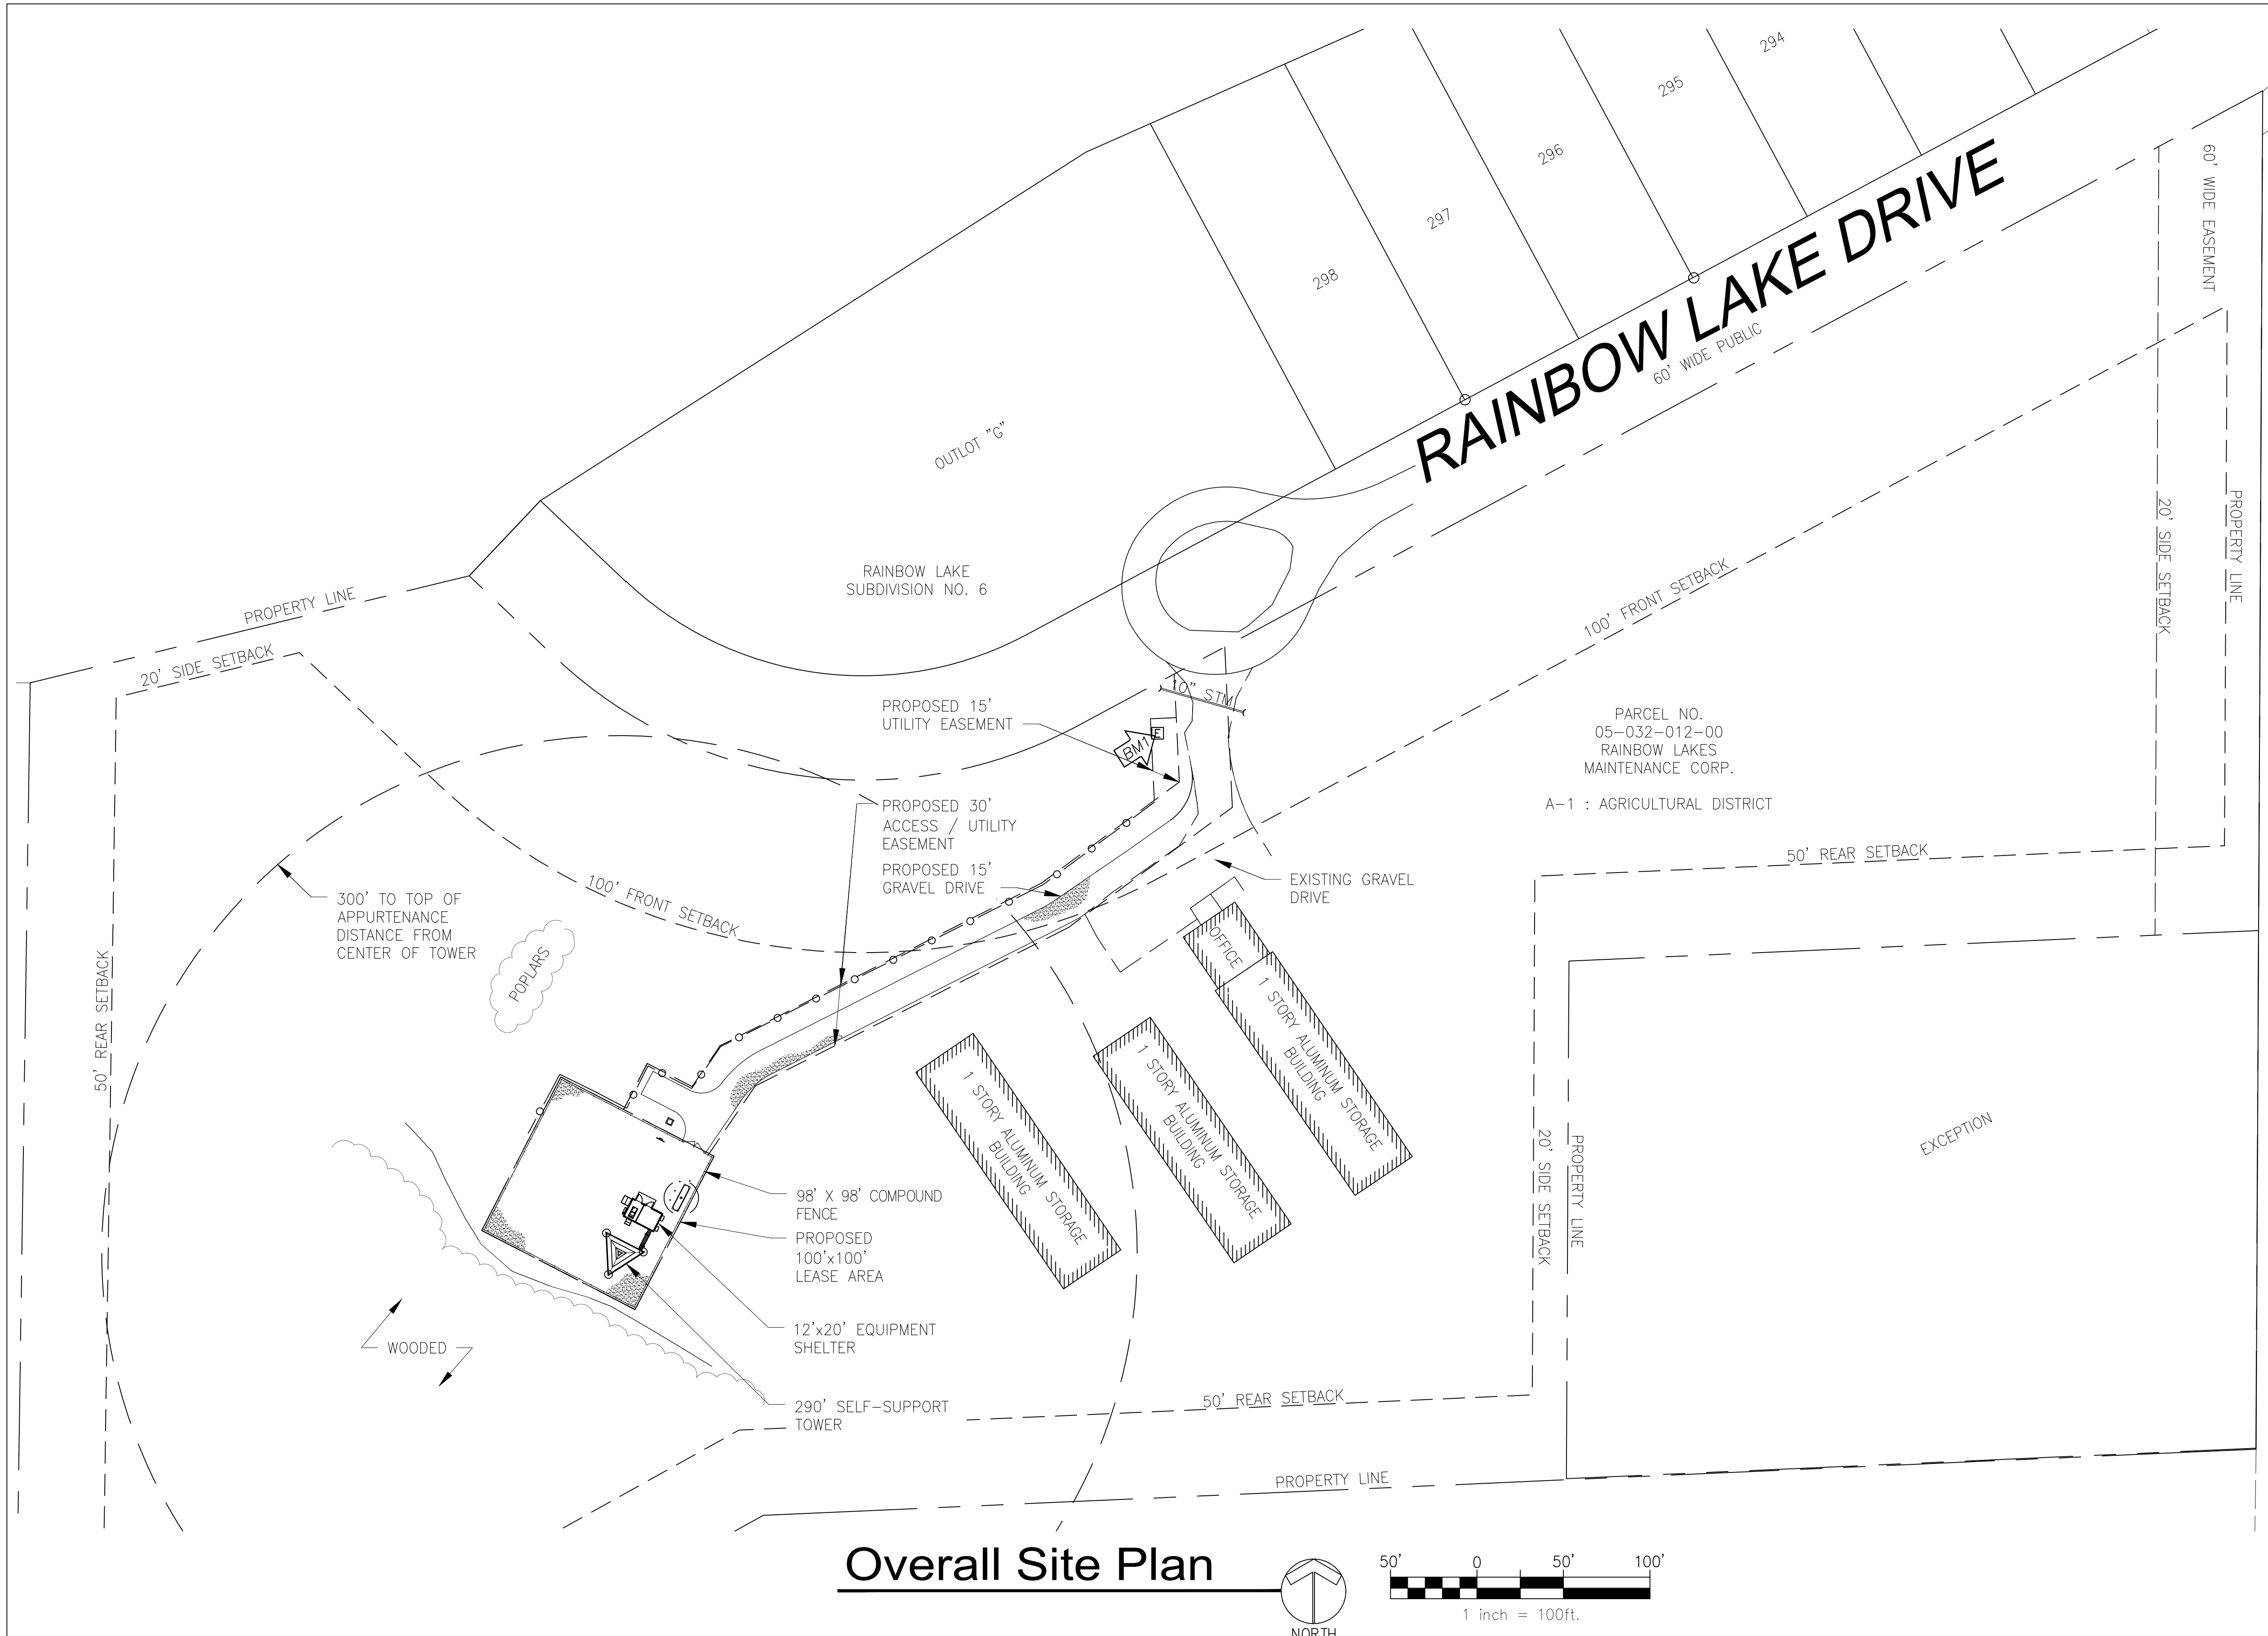 294
295
296
297
298
60' WIDE EASEMENT
RAINBOW LAKE DRIVE
60' WIDE PUBLIC
OUTLOT "G"
RAINBOW LAKE
SUBDIVISION NO. 6
PROPERTY LINE
20' SIDE SETBACK
PROPERTY LINE
20' SIDE SETBACK
100' FRONT SETBACK
10" STM
PROPOSED 15'
UTILITY EASEMENT
E
BM1
PARCEL NO.
05-032-012-00
RAINBOW LAKES
MAINTENANCE CORP.
A-1 : AGRICULTURAL DISTRICT
PROPOSED 30'
ACCESS / UTILITY
EASEMENT
PROPOSED 15'
GRAVEL DRIVE
EXISTING GRAVEL
DRIVE
50' REAR SETBACK
100' FRONT SETBACK
300' TO TOP OF
APPURTENANCE
DISTANCE FROM
CENTER OF TOWER
POPLARS
50' REAR SETBACK
OFFICE
1 STORY ALUMINUM STORAGE
BUILDING
1 STORY ALUMINUM STORAGE
BUILDING
1 STORY ALUMINUM STORAGE
BUILDING
20' SIDE SETBACK
PROPERTY LINE
EXCEPTION
98' X 98' COMPOUND
FENCE
PROPOSED
100'x100'
LEASE AREA
12'x20' EQUIPMENT
SHELTER
WOODED
290' SELF-SUPPORT
TOWER
50' REAR SETBACK
PROPERTY LINE
Overall Site Plan
NORTH
50' 0 50' 100'
1 inch = 100ft.